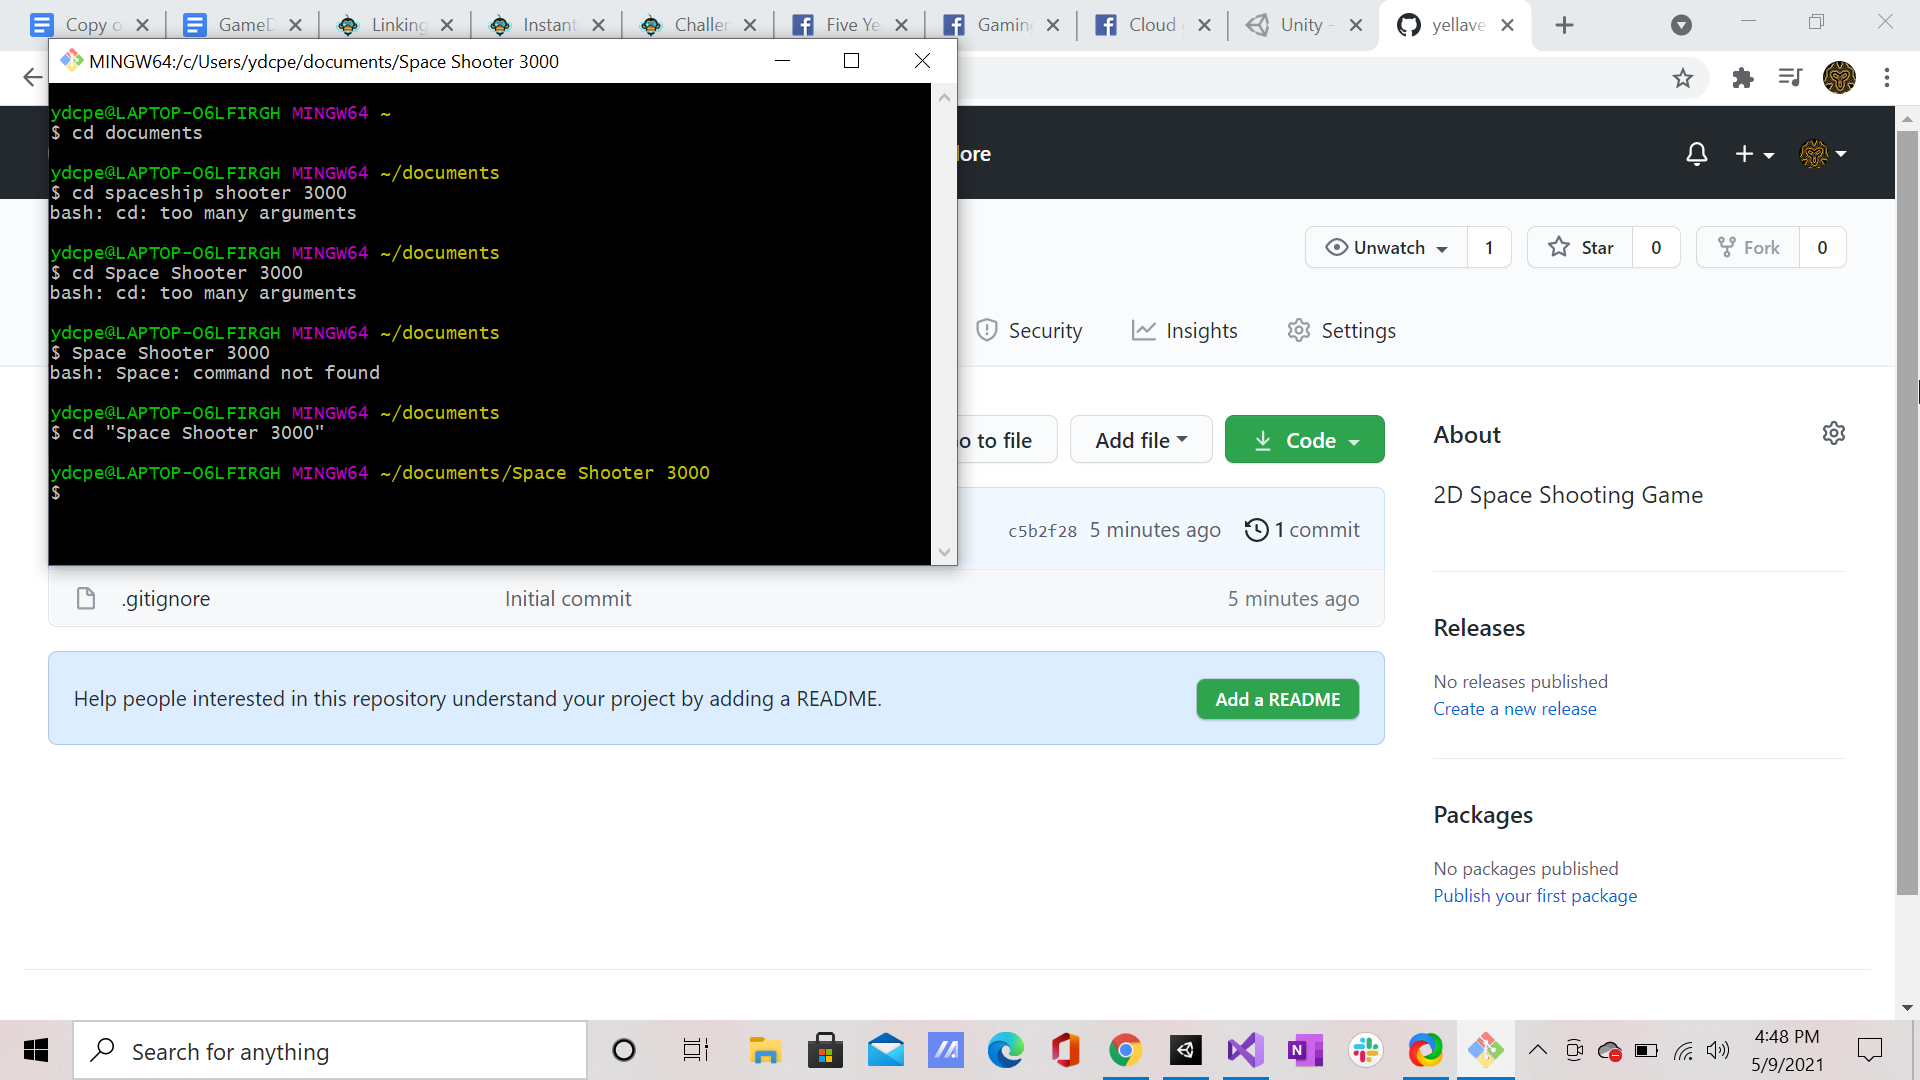 Copy o
GameD
Linking
Instant
Challer
Five Ye
Gaming
Cloud g
Unity -
yellave
MINGW64:/c/Users/ydcpe/documents/Space Shooter 3000
ydcpe@LAPTOP-O6LFIRGH MINGW64 ~
$ cd documents
ydcpe@LAPTOP-O6LFIRGH MINGW64 ~/documents
$ cd spaceship shooter 3000
bash: cd: too many arguments
ydcpe@LAPTOP-O6LFIRGH MINGW64 ~/documents
$ cd Space Shooter 3000
bash: cd: too many arguments
ydcpe@LAPTOP-O6LFIRGH MINGW64 ~/documents
$ Space Shooter 3000
bash: Space: command not found
ydcpe@LAPTOP-O6LFIRGH MINGW64 ~/documents
$ cd "Space Shooter 3000"
ydcpe@LAPTOP-O6LFIRGH MINGW64 ~/documents/Space Shooter 3000
$
lore
Unwatch 1
Star 0
Fork 0
Security
Insights
Settings
o to file
Add file
Code
c5b2f28 5 minutes ago
1 commit
.gitignore
Initial commit
5 minutes ago
Help people interested in this repository understand your project by adding a README.
Add a README
About
2D Space Shooting Game
Releases
No releases published
Create a new release
Packages
No packages published
Publish your first package
Search for anything
N
4:48 PM
5/9/2021